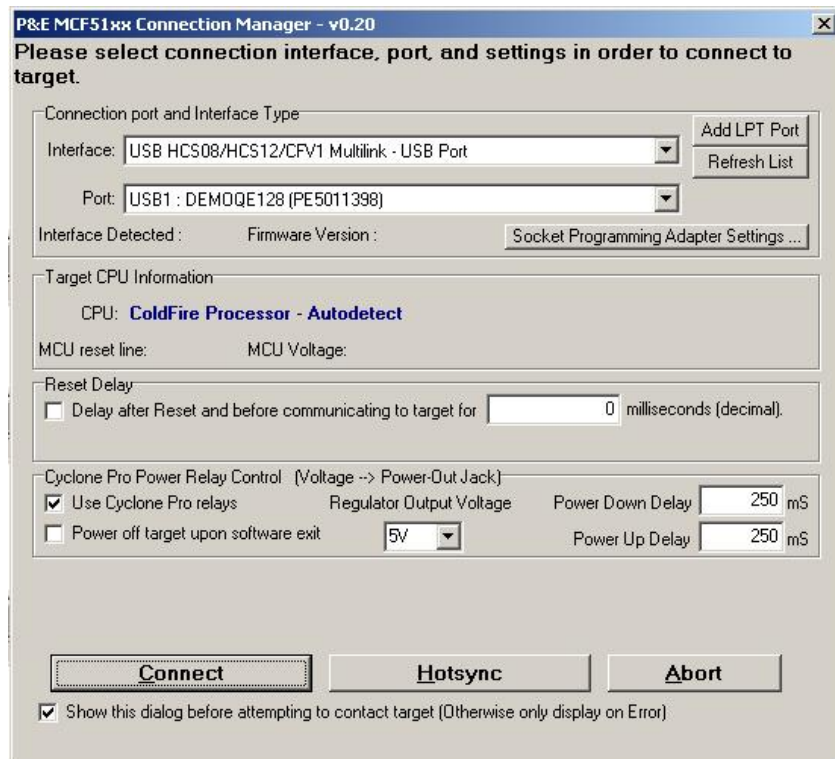 P&E MCF51xx Connection Manager - v0.20
Please select connection interface, port, and settings in order to connect to
target.
Connection port and Interface Type
Interface: USB HCS08/HCS12/CFV1 Multilink - USB Port
Add LPT Port
Refresh List
Port: USB1 : DEMOQE128 (PE5011398)
Interface Detected : Firmware Version : Socket Programming Adapter Settings ...
Target CPU Information
CPU: ColdFire Processor - Autodetect
MCU reset line: MCU Voltage:
Reset Delay
Delay after Reset and before communicating to target for 0 milliseconds (decimal).
Cyclone Pro Power Relay Control (Voltage --> Power-Out Jack)
Use Cyclone Pro relays Regulator Output Voltage Power Down Delay 250 mS
Power off target upon software exit 5V Power Up Delay 250 mS
Connect Hotsync Abort
Show this dialog before attempting to contact target (Otherwise only display on Error)